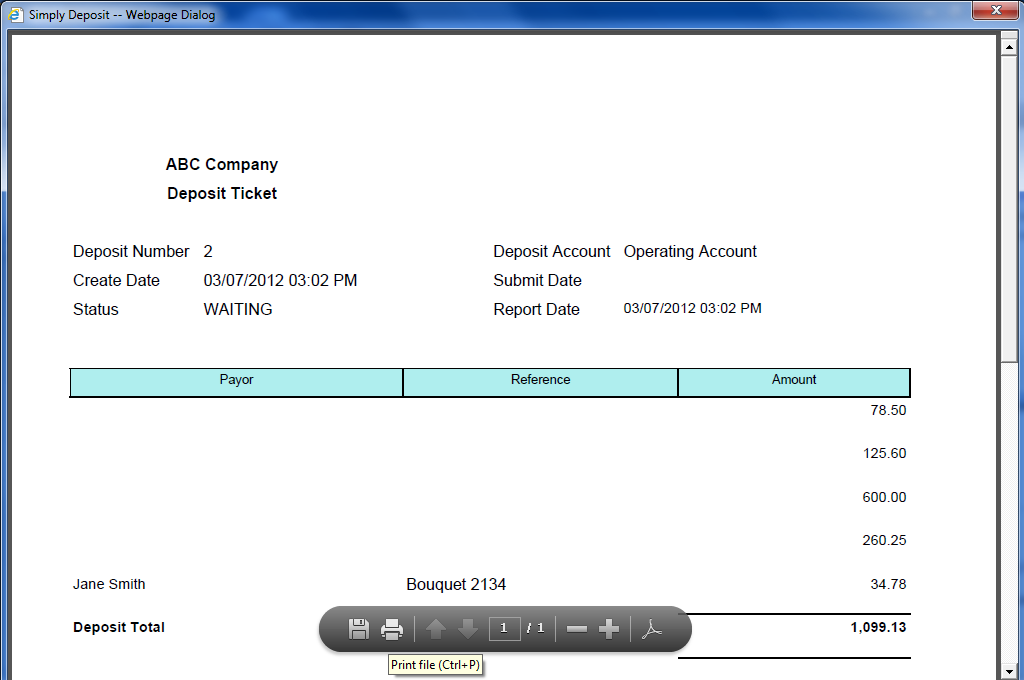 Simply Deposit -- Webpage Dialog
ABC Company
Deposit Ticket
Deposit Number 2 Deposit Account Operating Account
Create Date 03/07/2012 03:02 PM Submit Date
Status WAITING Report Date 03/07/2012 03:02 PM
Payor Reference Amount
78.50
125.60
600.00
260.25
Jane Smith Bouquet 2134 34.78
Deposit Total 1,099.13
1 / 1
Print file (Ctrl+P)